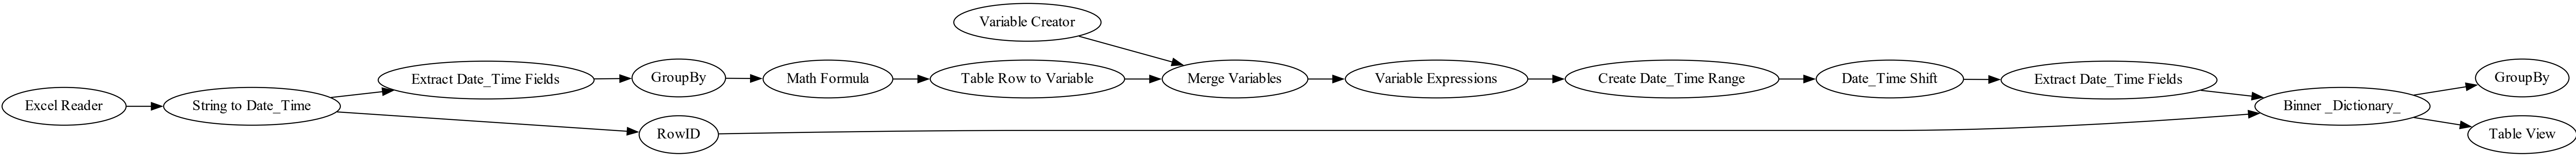 Variable Creator
Extract Date_Time Fields
GroupBy
Math Formula
Table Row to Variable
Merge Variables
Variable Expressions
Create Date_Time Range
Date_Time Shift
Extract Date_Time Fields
GroupBy
Excel Reader
String to Date_Time
Binner _Dictionary_
RowID
Table View